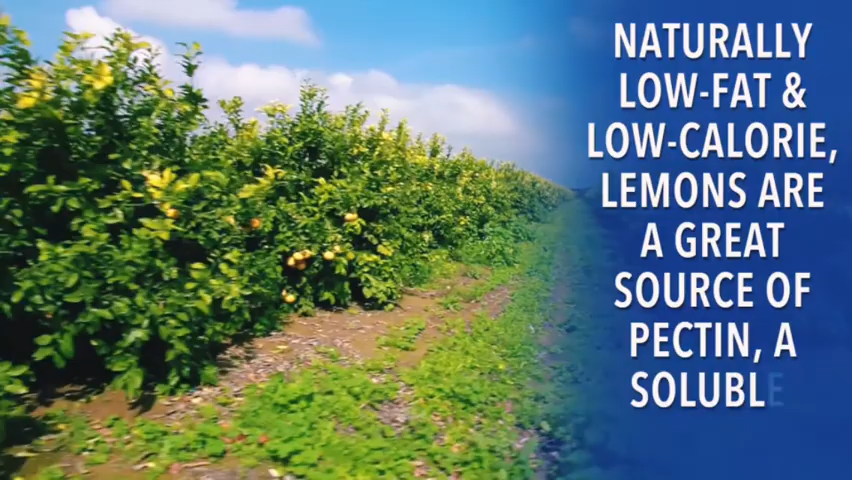 NATURALLY
LOW-FAT &
LOW-CALORIE,
LEMONS ARE
A GREAT
SOURCE OF
PECTIN, A
SOLUBLE